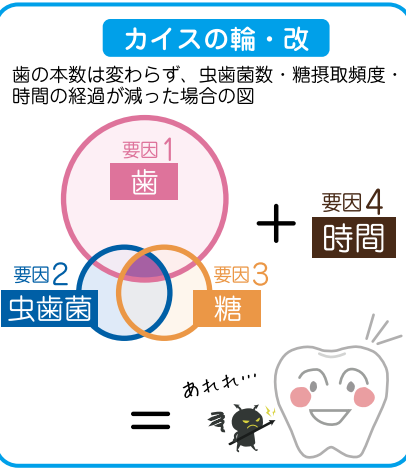 カイスの輪・改
歯の本数は変わらず、虫歯菌数・糖摂取頻度・
時間の経過が減った場合の図
要因1
歯
要因4
時間
要因2
虫歯菌
要因3
糖
+
=
あれれ…